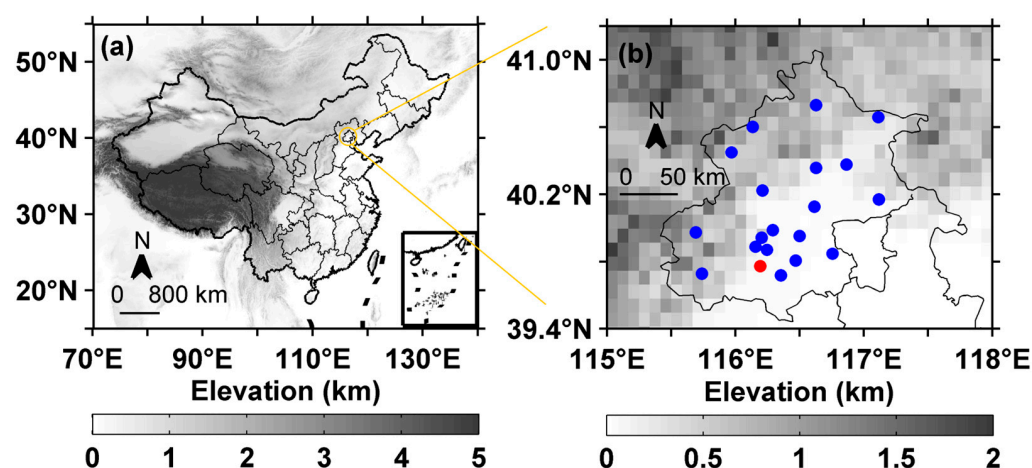 (a)
50°N
40°N
30°N
20°N
N
0 800 km
70°E 90°E 110°E 130°E
Elevation (km)
0 1 2 3 4 5
(b)
41.0°N
40.2°N
39.4°N
N
0 50 km
115°E 116°E 117°E 118°E
Elevation (km)
0 0.5 1 1.5 2